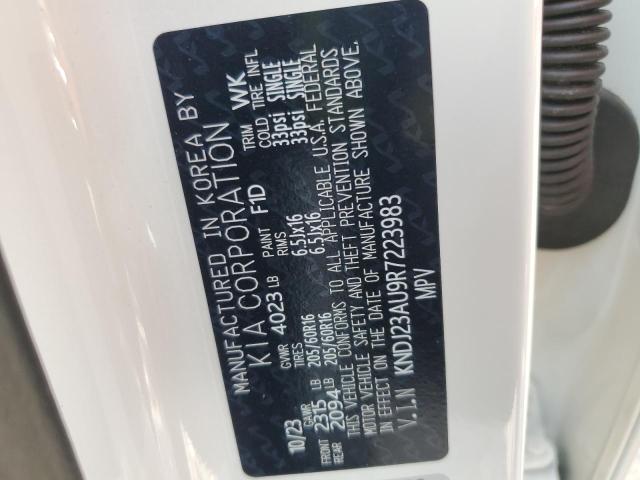 MANUFACTURED IN KOREA BY
KIA CORPORATION
10/23 GVWR 4023 LB PAINT F1D TRIM WK
GAWR TIRES RIMS COLD TIRE INFL
FRONT 2315 LB 205/60R16 6.5Jx16 33psi SINGLE
REAR 2094 LB 205/60R16 6.5Jx16 33psi SINGLE
THIS VEHICLE CONFORMS TO ALL APPLICABLE U.S.A. FEDERAL
MOTOR VEHICLE SAFETY AND THEFT PREVENTION STANDARDS
IN EFFECT ON THE DATE OF MANUFACTURE SHOWN ABOVE.
V.I.N KNDJ23AU9R7223983
MPV